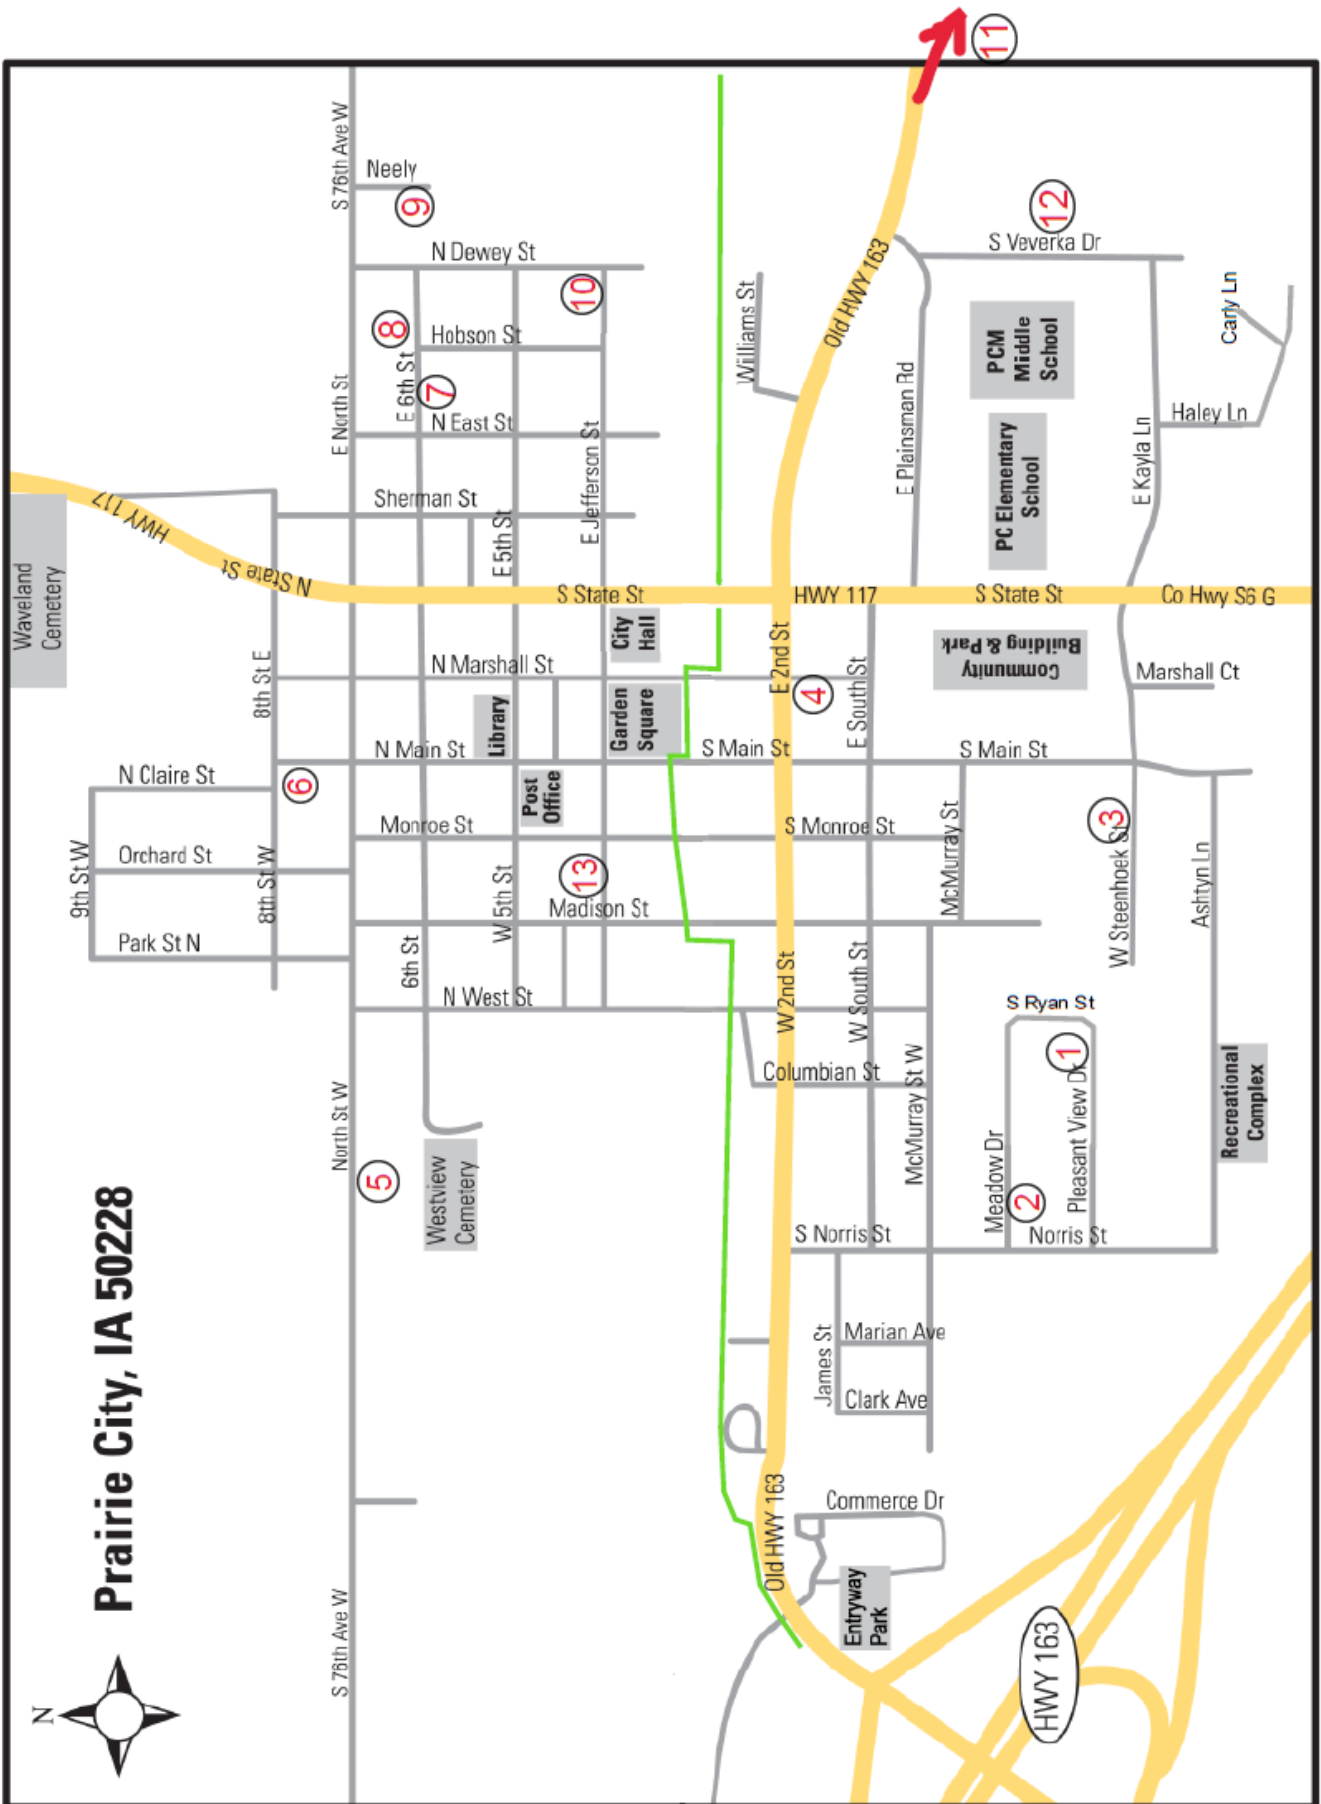 Prairie City, IA 50228
N
11
S 76th Ave W
Neely
9
N Dewey St
10
8
Hobson St
E 6th St
7
N East St
E North St
E Jefferson St
Sherman St
E 5th St
HWY 117
N State St
Waveland
Cemetery
S State St
HWY 117
S State St
Co Hwy S6 G
Williams St
Old HWY 163
12
S Veverka Dr
E Plainsman Rd
PCM
Middle
School
PC Elementary
School
Carly Ln
Haley Ln
E Kayla Ln
City
Hall
N Marshall St
8th St E
Library
Garden
Square
E 2nd St
4
E South St
Community
Building & Park
Marshall Ct
N Main St
S Main St
S Main St
N Claire St
6
Post
Office
Monroe St
S Monroe St
McMurray St
3
W Steenhoek St
Orchard St
9th St W
8th St W
W 5th St
13
Madison St
Ashtyn Ln
Park St N
6th St
N West St
W 2nd St
W South St
S Ryan St
1
Columbian St
McMurray St W
Meadow Dr
2
Pleasant View Dr
Recreational
Complex
North St W
5
Westview
Cemetery
S Norris St
Norris St
James St
Marian Ave
Clark Ave
Old HWY 163
Commerce Dr
Entryway
Park
HWY 163
S 76th Ave W